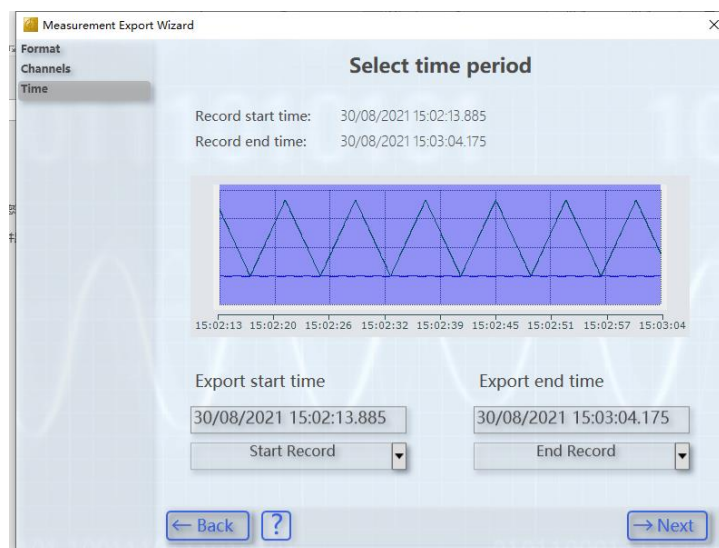 Measurement Export Wizard
Format
Channels
Time
Select time period
Record start time: 30/08/2021 15:02:13.885
Record end time: 30/08/2021 15:03:04.175
15:02:13 15:02:20 15:02:26 15:02:32 15:02:39 15:02:45 15:02:51 15:02:57 15:03:04
Export start time Export end time
30/08/2021 15:02:13.885 30/08/2021 15:03:04.175
Start Record End Record
← Back ? → Next